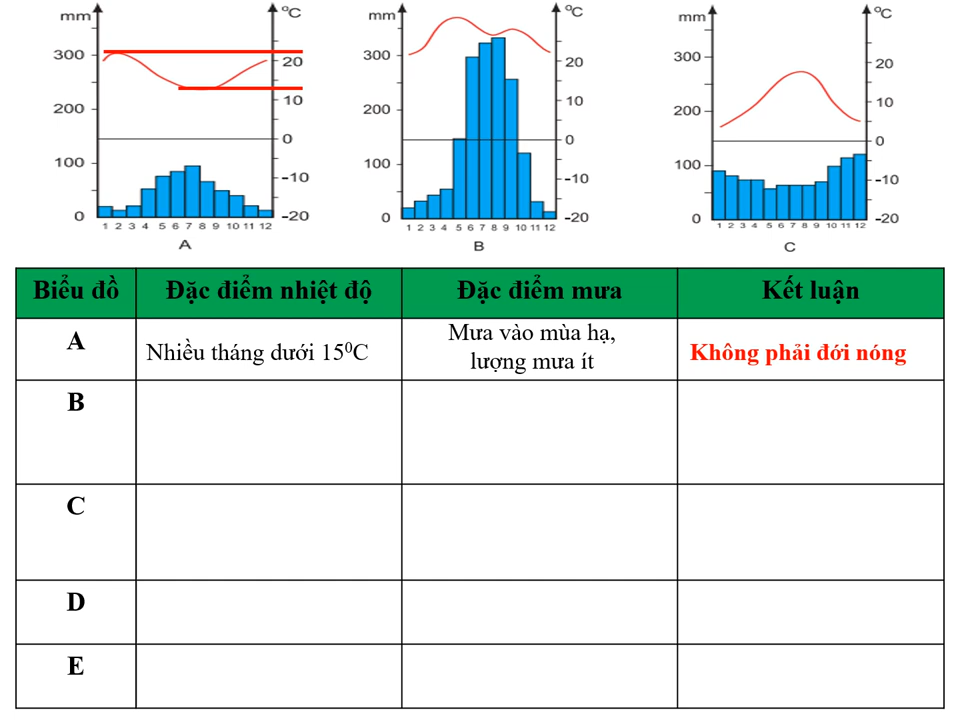 mm
°C
300
200
100
0
20
10
0
-10
-20
1 2 3 4 5 6 7 8 9 10 11 12
A
mm
°C
300
200
100
0
20
10
0
-10
-20
1 2 3 4 5 6 7 8 9 10 11 12
B
mm
°C
300
200
100
0
20
10
0
-10
-20
1 2 3 4 5 6 7 8 9 10 11 12
C
Biểu đồ Đặc điểm nhiệt độ Đặc điểm mưa Kết luận
A
Nhiều tháng dưới 15⁰C
Mưa vào mùa hạ,
lượng mưa ít
Không phải đới nóng
B
C
D
E